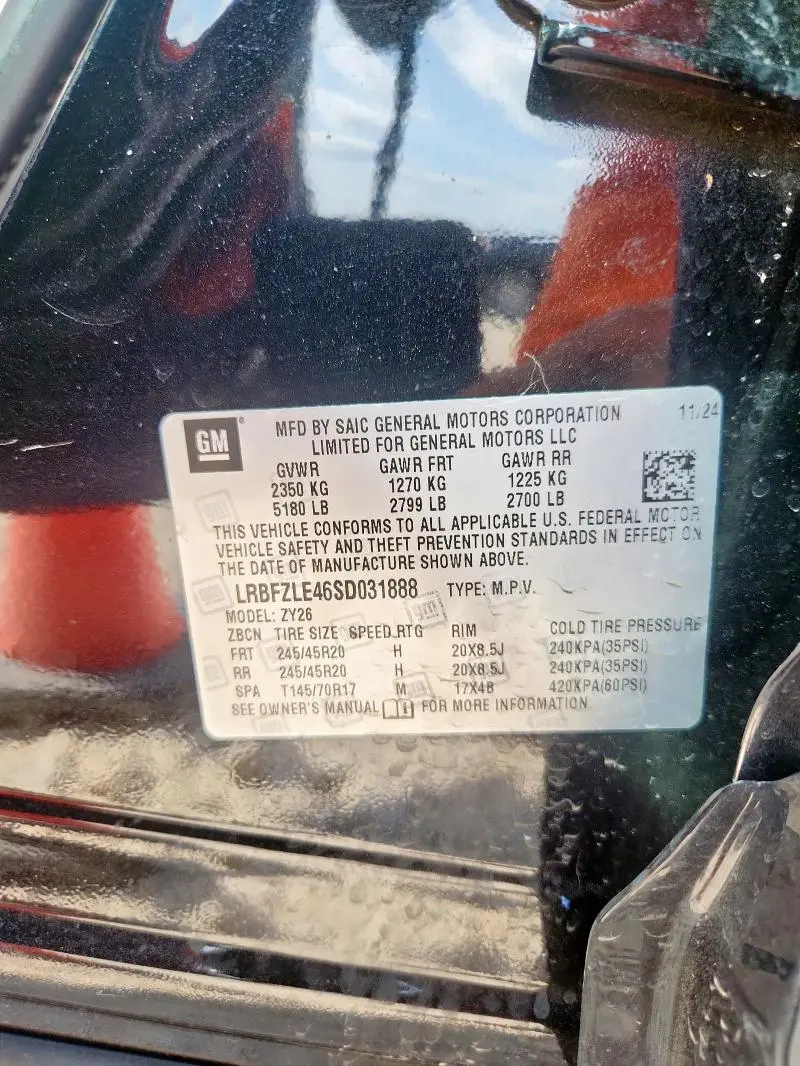 GM
MFD BY SAIC GENERAL MOTORS CORPORATION 11/24
LIMITED FOR GENERAL MOTORS LLC
GVWR GAWR FRT GAWR RR
2350 KG 1270 KG 1225 KG
5180 LB 2799 LB 2700 LB
THIS VEHICLE CONFORMS TO ALL APPLICABLE U.S. FEDERAL MOTOR
VEHICLE SAFETY AND THEFT PREVENTION STANDARDS IN EFFECT ON
THE DATE OF MANUFACTURE SHOWN ABOVE.
LRBFZLE46SD031888 TYPE: M.P.V.
MODEL: ZY26
ZBCN TIRE SIZE SPEED RTG RIM COLD TIRE PRESSURE
FRT 245/45R20 H 20X8.5J 240KPA(35PSI)
RR 245/45R20 H 20X8.5J 240KPA(35PSI)
SPA T145/70R17 M 17X4B 420KPA(60PSI)
SEE OWNER'S MANUAL FOR MORE INFORMATION